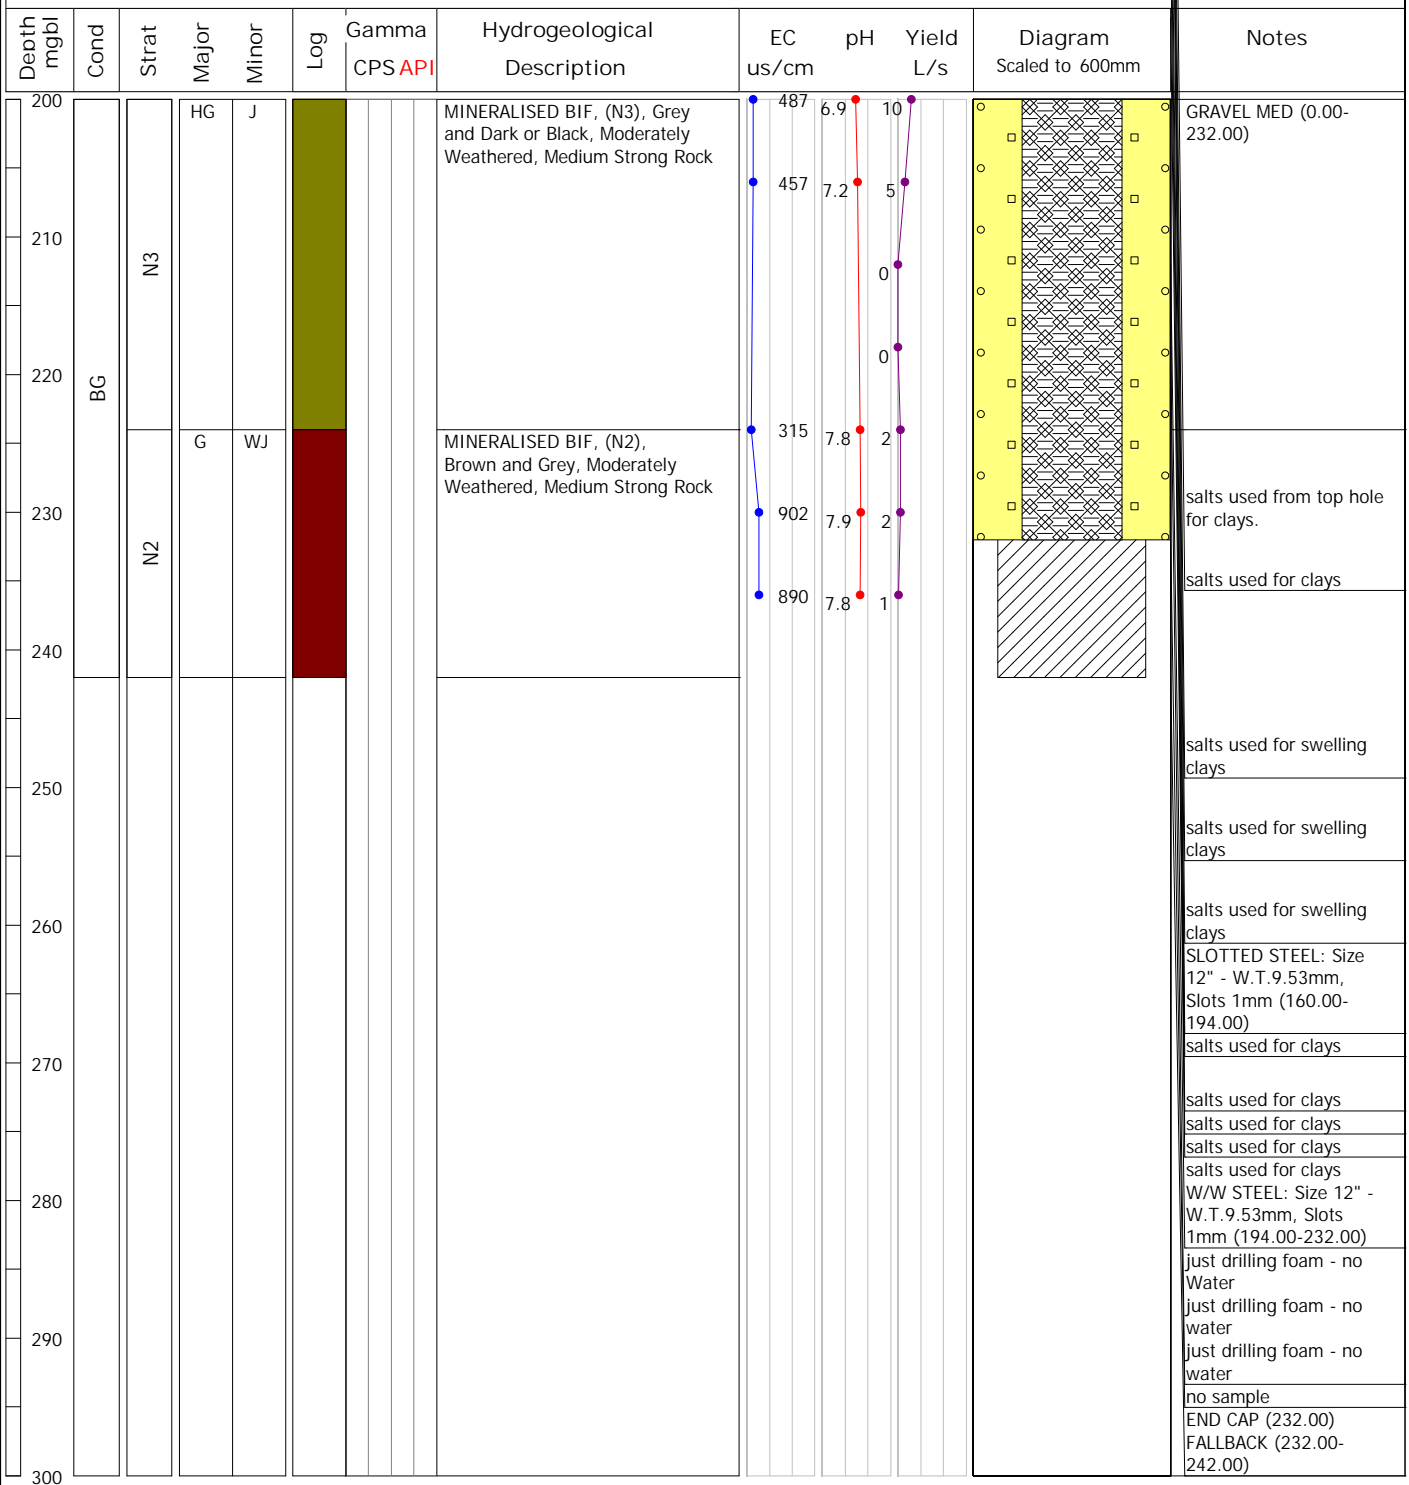 Depth mgbl
Cond
Strat
Major
Minor
Log
Gamma
CPS API
Hydrogeological
Description
EC
us/cm
pH
Yield
L/s
Diagram
Scaled to 600mm
Notes
200
210
220
230
240
250
260
270
280
290
300
BG
N3
N2
HG J
G WJ
MINERALISED BIF, (N3), Grey
and Dark or Black, Moderately
Weathered, Medium Strong Rock
MINERALISED BIF, (N2),
Brown and Grey, Moderately
Weathered, Medium Strong Rock
487 6.9 10
457 7.2 5
0
0
315 7.8 2
902 7.9 2
890 7.8 1
GRAVEL MED (0.00-
232.00)
salts used from top hole
for clays.
salts used for clays
salts used for swelling
clays
salts used for swelling
clays
salts used for swelling
clays
SLOTTED STEEL: Size
12" - W.T.9.53mm,
Slots 1mm (160.00-
194.00)
salts used for clays
salts used for clays
salts used for clays
salts used for clays
salts used for clays
W/W STEEL: Size 12" -
W.T.9.53mm, Slots
1mm (194.00-232.00)
just drilling foam - no
Water
just drilling foam - no
water
just drilling foam - no
water
no sample
END CAP (232.00)
FALLBACK (232.00-
242.00)